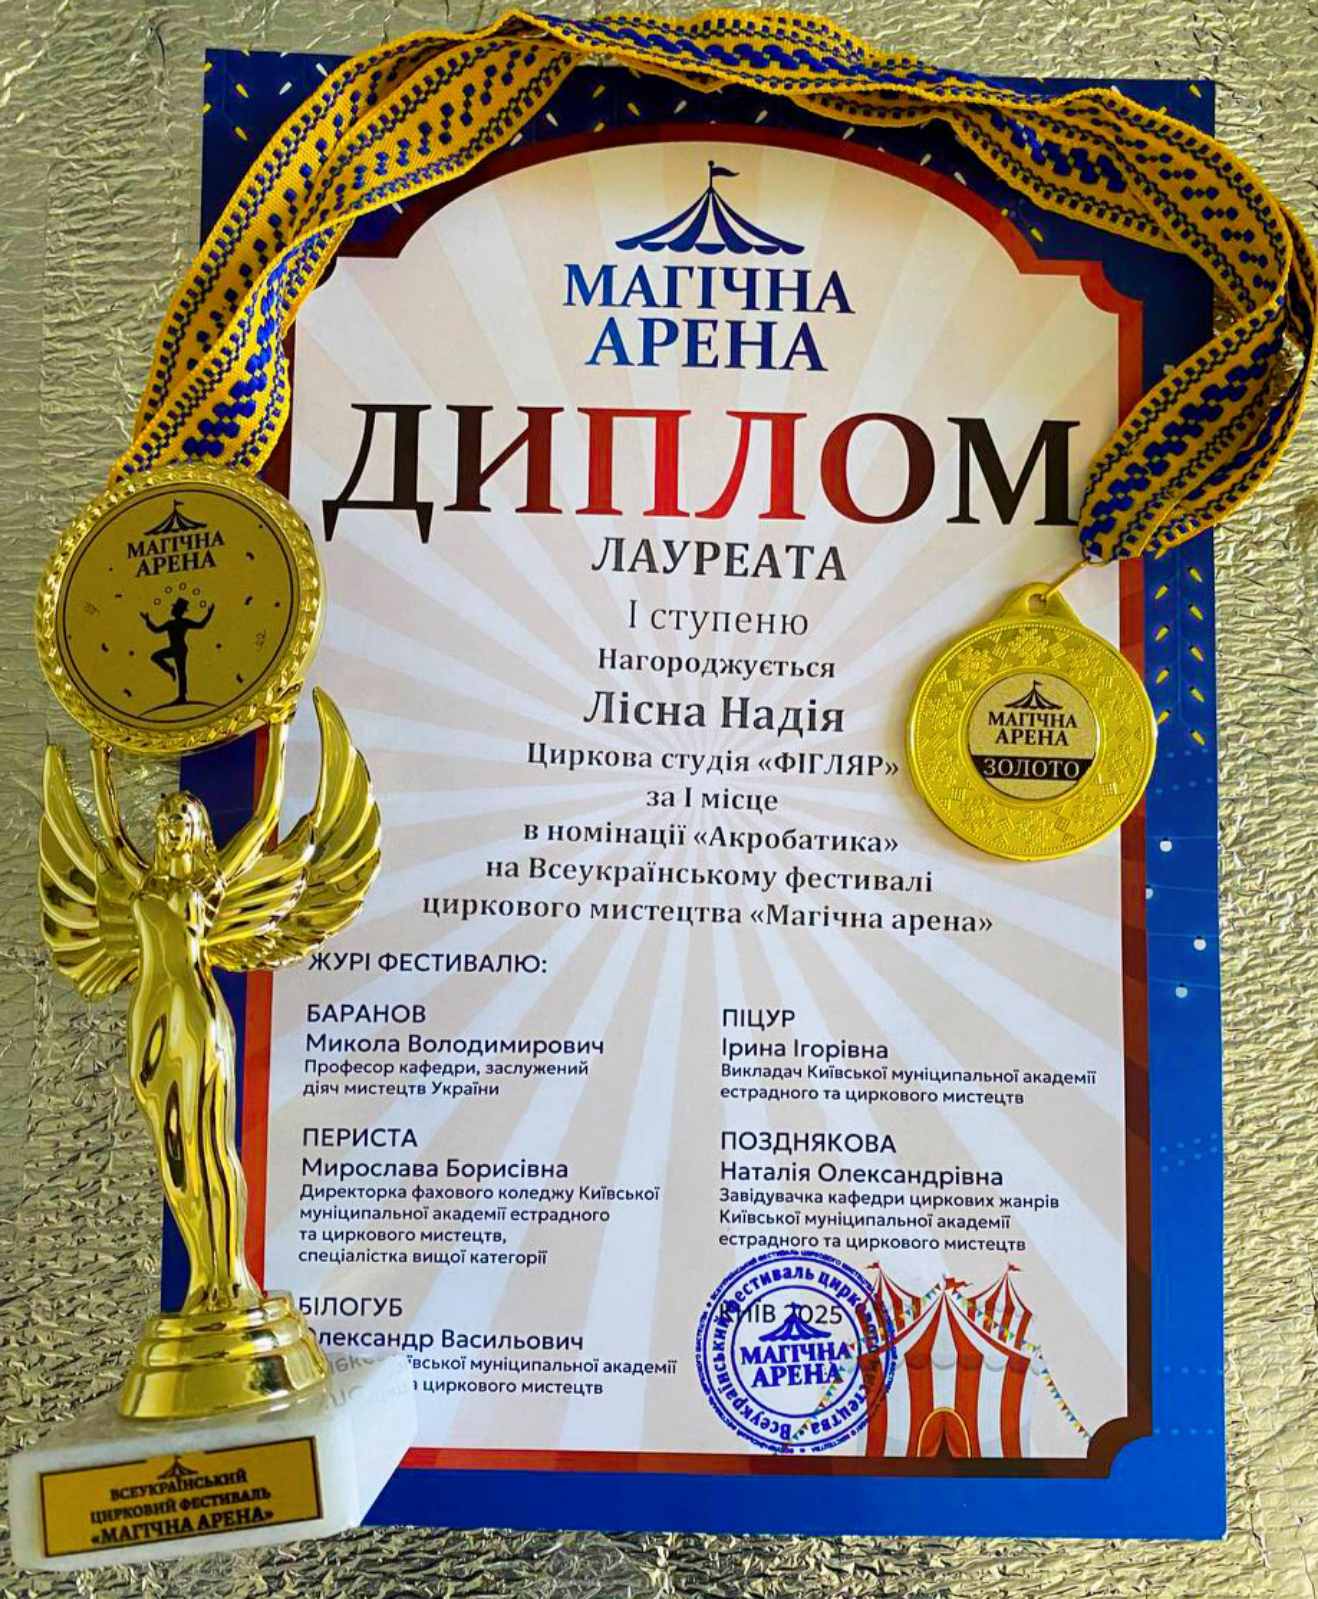 МАГІЧНА
АРЕНА
ДИПЛОМ
ЛАУРЕАТА
І ступеню
Нагороджується
Лісна Надія
Циркова студія «ФІГЛЯР»
за І місце
в номінації «Акробатика»
на Всеукраїнському фестивалі
циркового мистецтва «Магічна арена»
МАГІЧНА
АРЕНА
МАГІЧНА
АРЕНА
ЗОЛОТО
ЖУРІ ФЕСТИВАЛЮ:
БАРАНОВ
Микола Володимирович
Професор кафедри, заслужений
діяч мистецтв України
ПЕРИСТА
Мирослава Борисівна
Директорка фахового коледжу Київської
муніципальної академії естрадного
та циркового мистецтв,
спеціалістка вищої категорії
БІЛОГУБ
Олександр Васильович
муніципальної академії
циркового мистецтв
ПІЦУР
Ірина Ігорівна
Викладач Київської муніципальної академії
естрадного та циркового мистецтв
ПОЗДНЯКОВА
Наталія Олександрівна
Завідувачка кафедри циркових жанрів
Київської муніципальної академії
естрадного та циркового мистецтв
КИЇВ 2025
МАГІЧНА
АРЕНА
ВСЕУКРАЇНСЬКИЙ
ЦИРКОВИЙ ФЕСТИВАЛЬ
«МАГІЧНА АРЕНА»